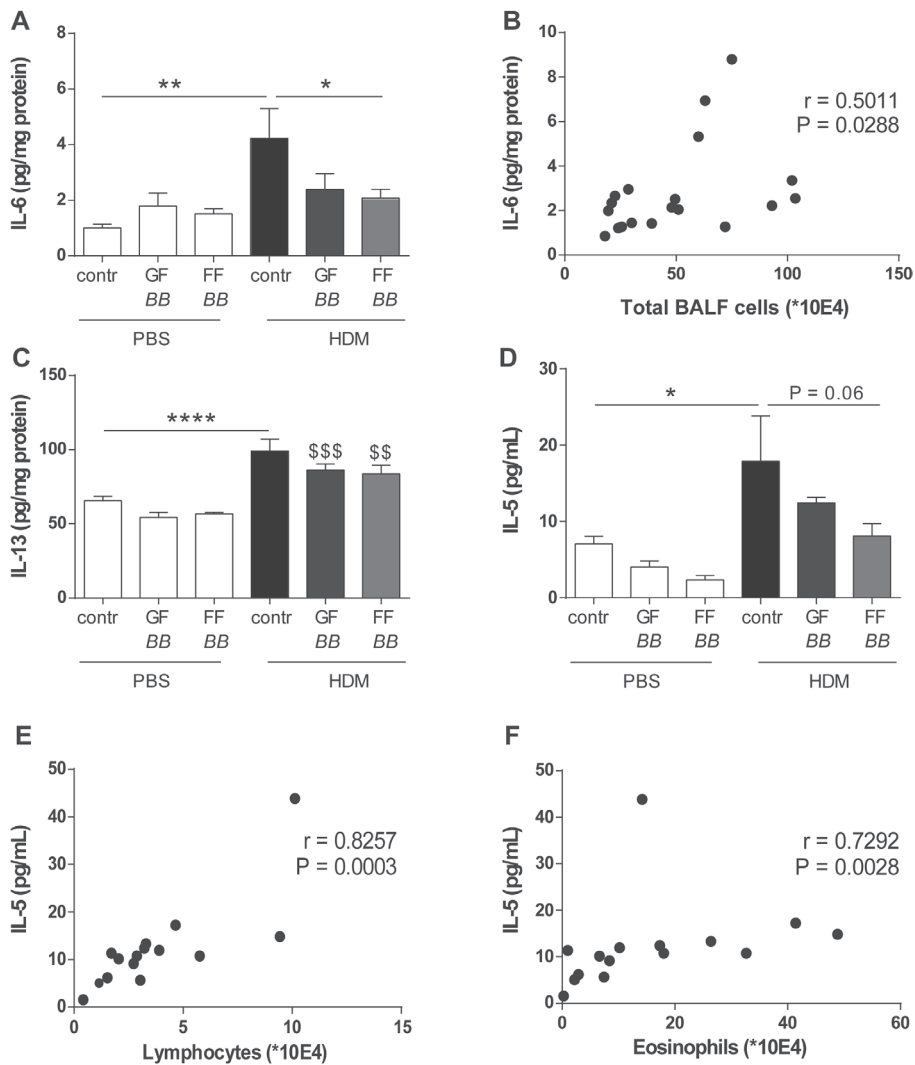 A
IL-6 (pg/mg protein)
8
6
4
2
0
**
*
contr GF FF contr GF FF
BB BB BB BB
PBS HDM
B
IL-6 (pg/mg protein)
10
8
6
4
2
0
r = 0.5011
P = 0.0288
0 50 100 150
Total BALF cells (*10E4)
C
IL-13 (pg/mg protein)
150
100
50
0
****
$$$ $$
contr GF FF contr GF FF
BB BB BB BB
PBS HDM
D
IL-5 (pg/mL)
30
20
10
0
*
P = 0.06
contr GF FF contr GF FF
BB BB BB BB
PBS HDM
E
IL-5 (pg/mL)
50
40
30
20
10
0
r = 0.8257
P = 0.0003
0 5 10 15
Lymphocytes (*10E4)
F
IL-5 (pg/mL)
50
40
30
20
10
0
r = 0.7292
P = 0.0028
0 20 40 60
Eosinophils (*10E4)